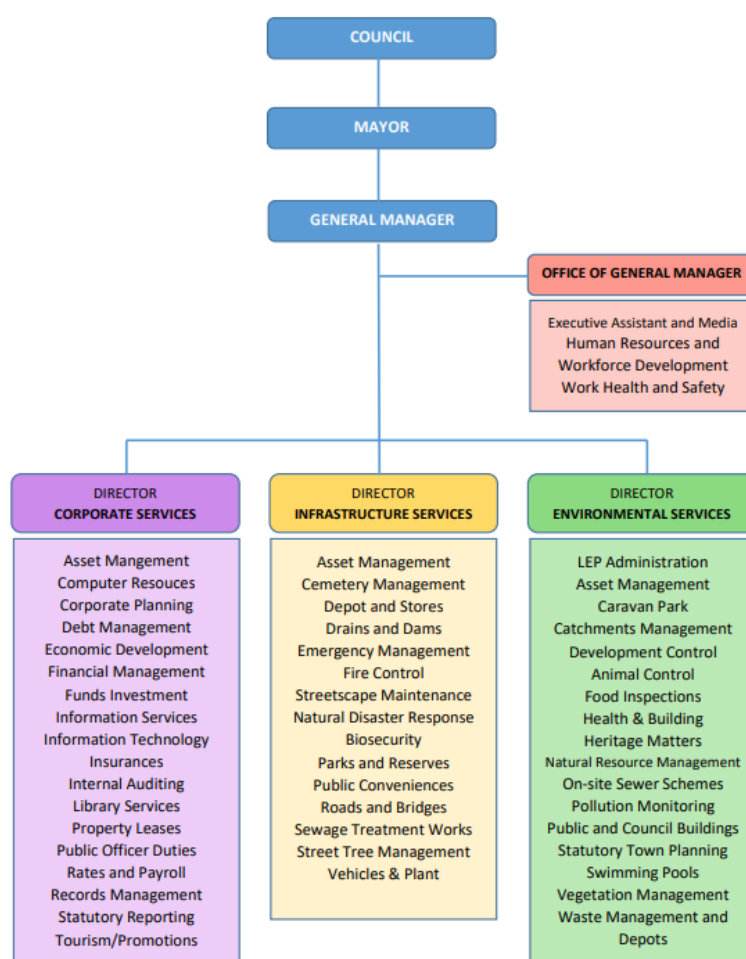 COUNCIL
MAYOR
GENERAL MANAGER
OFFICE OF GENERAL MANAGER
Executive Assistant and Media
Human Resources and
Workforce Development
Work Health and Safety
DIRECTOR
CORPORATE SERVICES
Asset Mangement
Computer Resouces
Corporate Planning
Debt Management
Economic Development
Financial Management
Funds Investment
Information Services
Information Technology
Insurances
Internal Auditing
Library Services
Property Leases
Public Officer Duties
Rates and Payroll
Records Management
Statutory Reporting
Tourism/Promotions
DIRECTOR
INFRASTRUCTURE SERVICES
Asset Management
Cemetery Management
Depot and Stores
Drains and Dams
Emergency Management
Fire Control
Streetscape Maintenance
Natural Disaster Response
Biosecurity
Parks and Reserves
Public Conveniences
Roads and Bridges
Sewage Treatment Works
Street Tree Management
Vehicles & Plant
DIRECTOR
ENVIRONMENTAL SERVICES
LEP Administration
Asset Management
Caravan Park
Catchments Management
Development Control
Animal Control
Food Inspections
Health & Building
Heritage Matters
Natural Resource Management
On-site Sewer Schemes
Pollution Monitoring
Public and Council Buildings
Statutory Town Planning
Swimming Pools
Vegetation Management
Waste Management and
Depots